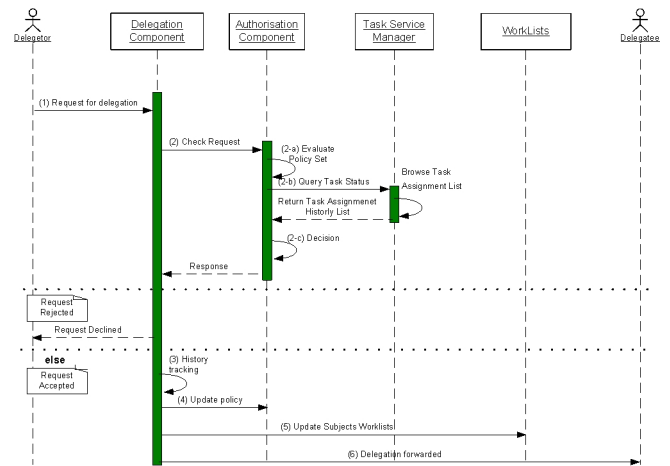 Delegetor
Delegation
Component
Authorisation
Component
Task Service
Manager
WorkLists
Delegatee
(1) Request for delegation
(2) Check Request
(2-a) Evaluate
Policy Set
(2-b) Query Task Status
Browse Task
Assignment List
Return Task Assignmenet
Historly List
(2-c) Decision
Response
Request
Rejected
Request Declined
else
Request
Accepted
(3) History
tracking
(4) Update policy
(5) Update Subjects Worklists
(6) Delegation forwarded